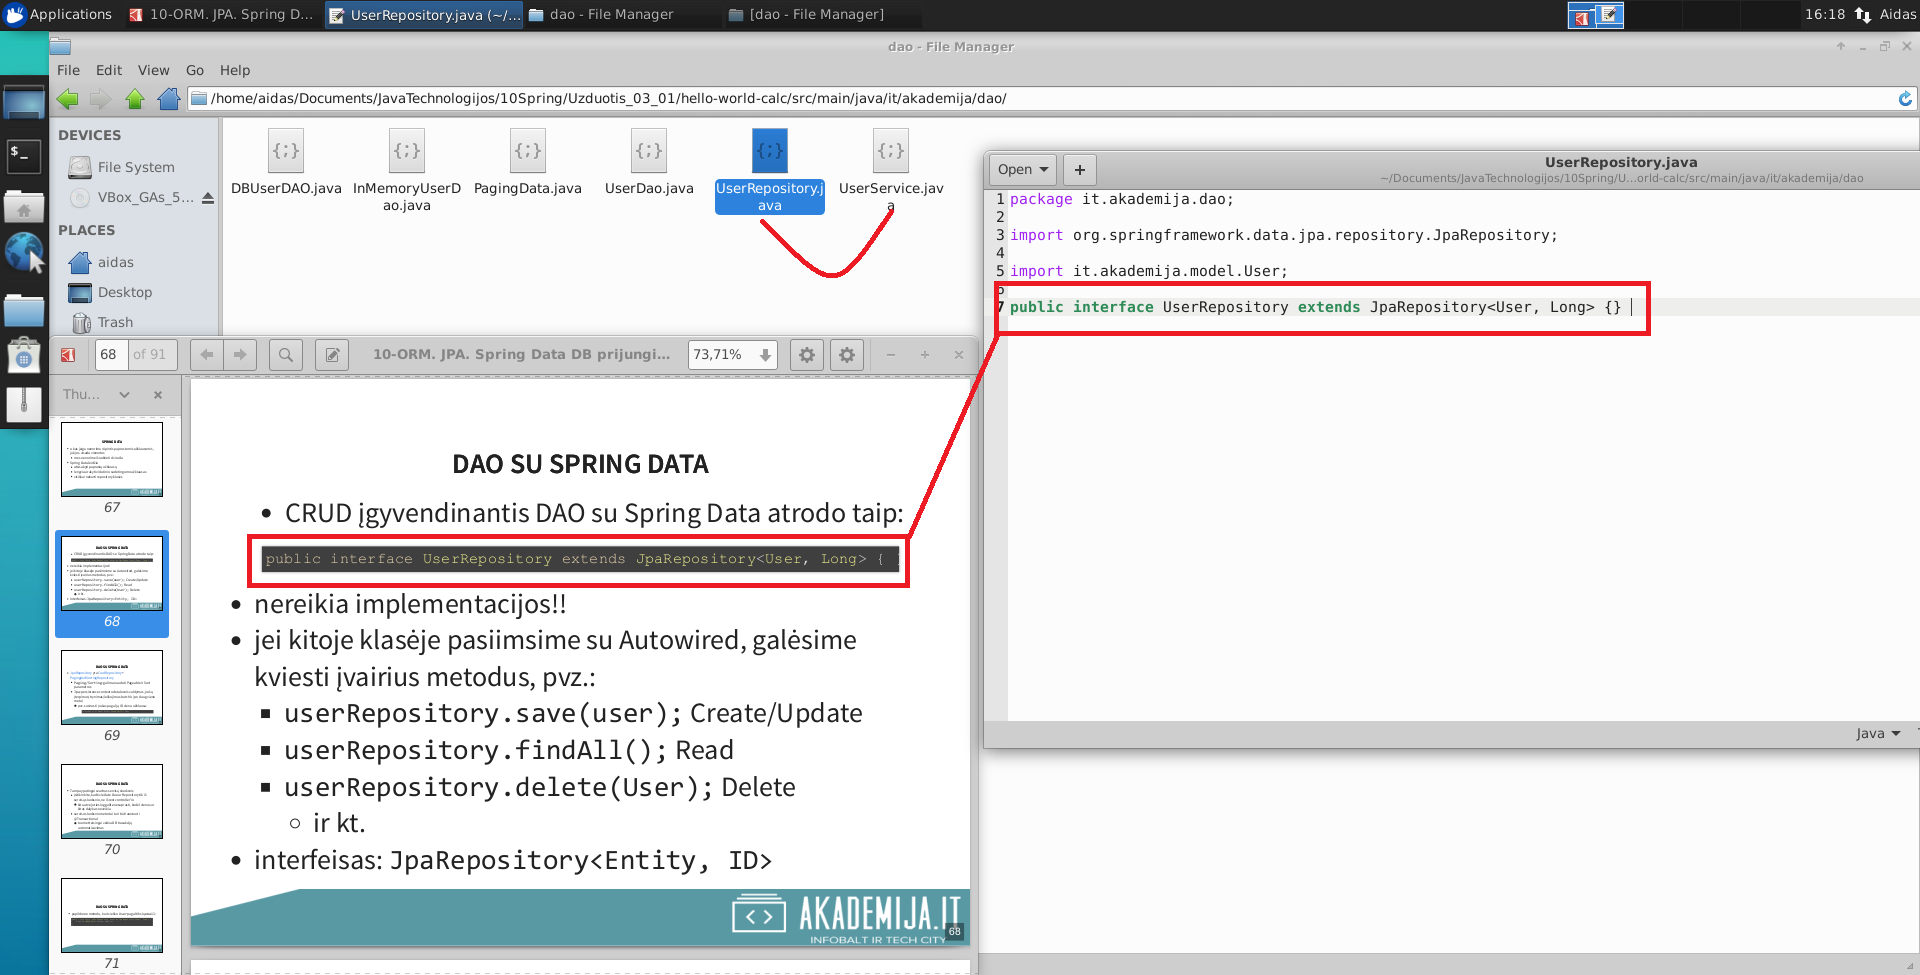 Applications
10-ORM. JPA. Spring D...
UserRepository.java (~/...
dao - File Manager
[dao - File Manager]
16:18
Aidas
dao - File Manager
File Edit View Go Help
/home/aidas/Documents/JavaTechnologijos/10Spring/Uzduotis_03_01/hello-world-calc/src/main/java/it/akademija/dao/
DEVICES
File System
VBox_GAs_5...
PLACES
aidas
Desktop
Trash
DBUserDAO.java
InMemoryUserD
ao.java
PagingData.java
UserDao.java
UserRepository.j
ava
UserService.jav
a
Open
UserRepository.java
~/Documents/JavaTechnologijos/10Spring/U...orld-calc/src/main/java/it/akademija/dao
1 package it.akademija.dao;
2
3 import org.springframework.data.jpa.repository.JpaRepository;
4
5 import it.akademija.model.User;
6
7 public interface UserRepository extends JpaRepository<User, Long> {}
Java
68 of 91
10-ORM. JPA. Spring Data DB prijungi...
73,71%
Thu...
67
68
69
70
71
DAO SU SPRING DATA
• CRUD įgyvendinantis DAO su Spring Data atrodo taip:
public interface UserRepository extends JpaRepository<User, Long> {
• nereikia implementacijos!!
• jei kitoje klasėje pasiimsime su Autowired, galėsime
kviesti įvairius metodus, pvz.:
▪ userRepository.save(user); Create/Update
▪ userRepository.findAll(); Read
▪ userRepository.delete(User); Delete
○ ir kt.
• interfeisas: JpaRepository<Entity, ID>
AKADEMIJA.IT
INFOBALT IR TECH CITY
68